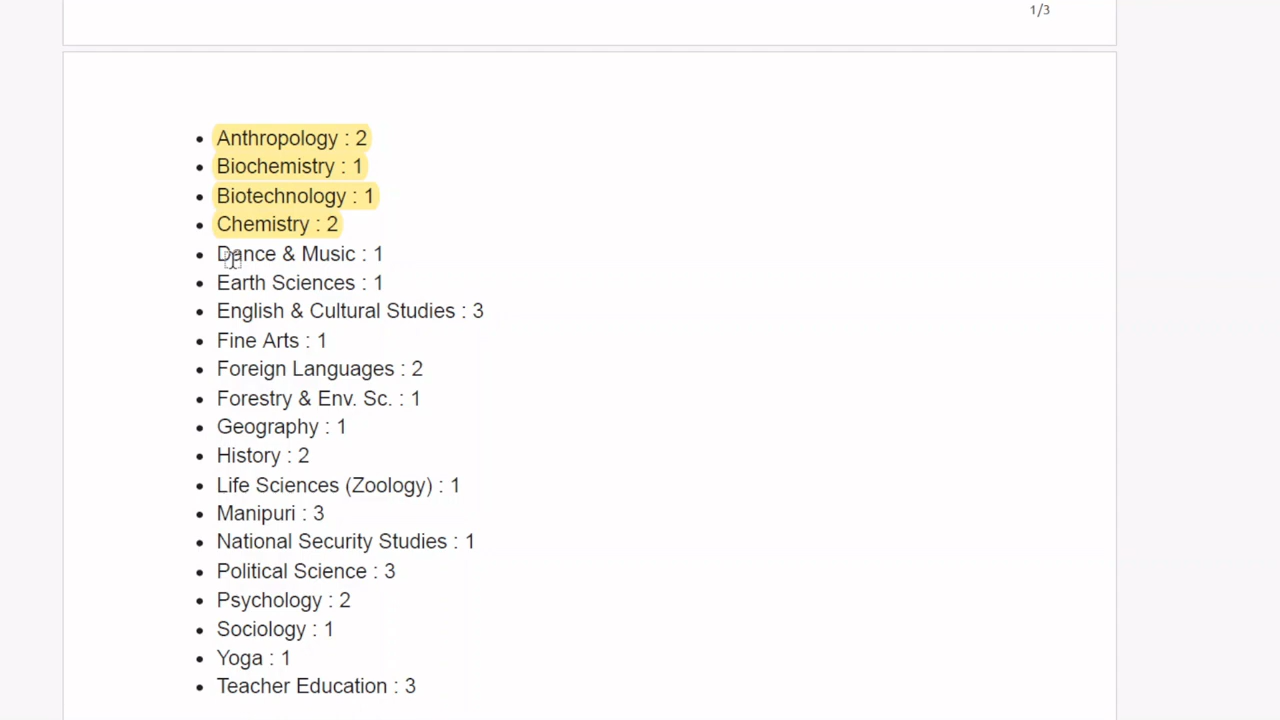 1/3
• Anthropology : 2
• Biochemistry : 1
• Biotechnology : 1
• Chemistry : 2
• Dance & Music : 1
• Earth Sciences : 1
• English & Cultural Studies : 3
• Fine Arts : 1
• Foreign Languages : 2
• Forestry & Env. Sc. : 1
• Geography : 1
• History : 2
• Life Sciences (Zoology) : 1
• Manipuri : 3
• National Security Studies : 1
• Political Science : 3
• Psychology : 2
• Sociology : 1
• Yoga : 1
• Teacher Education : 3